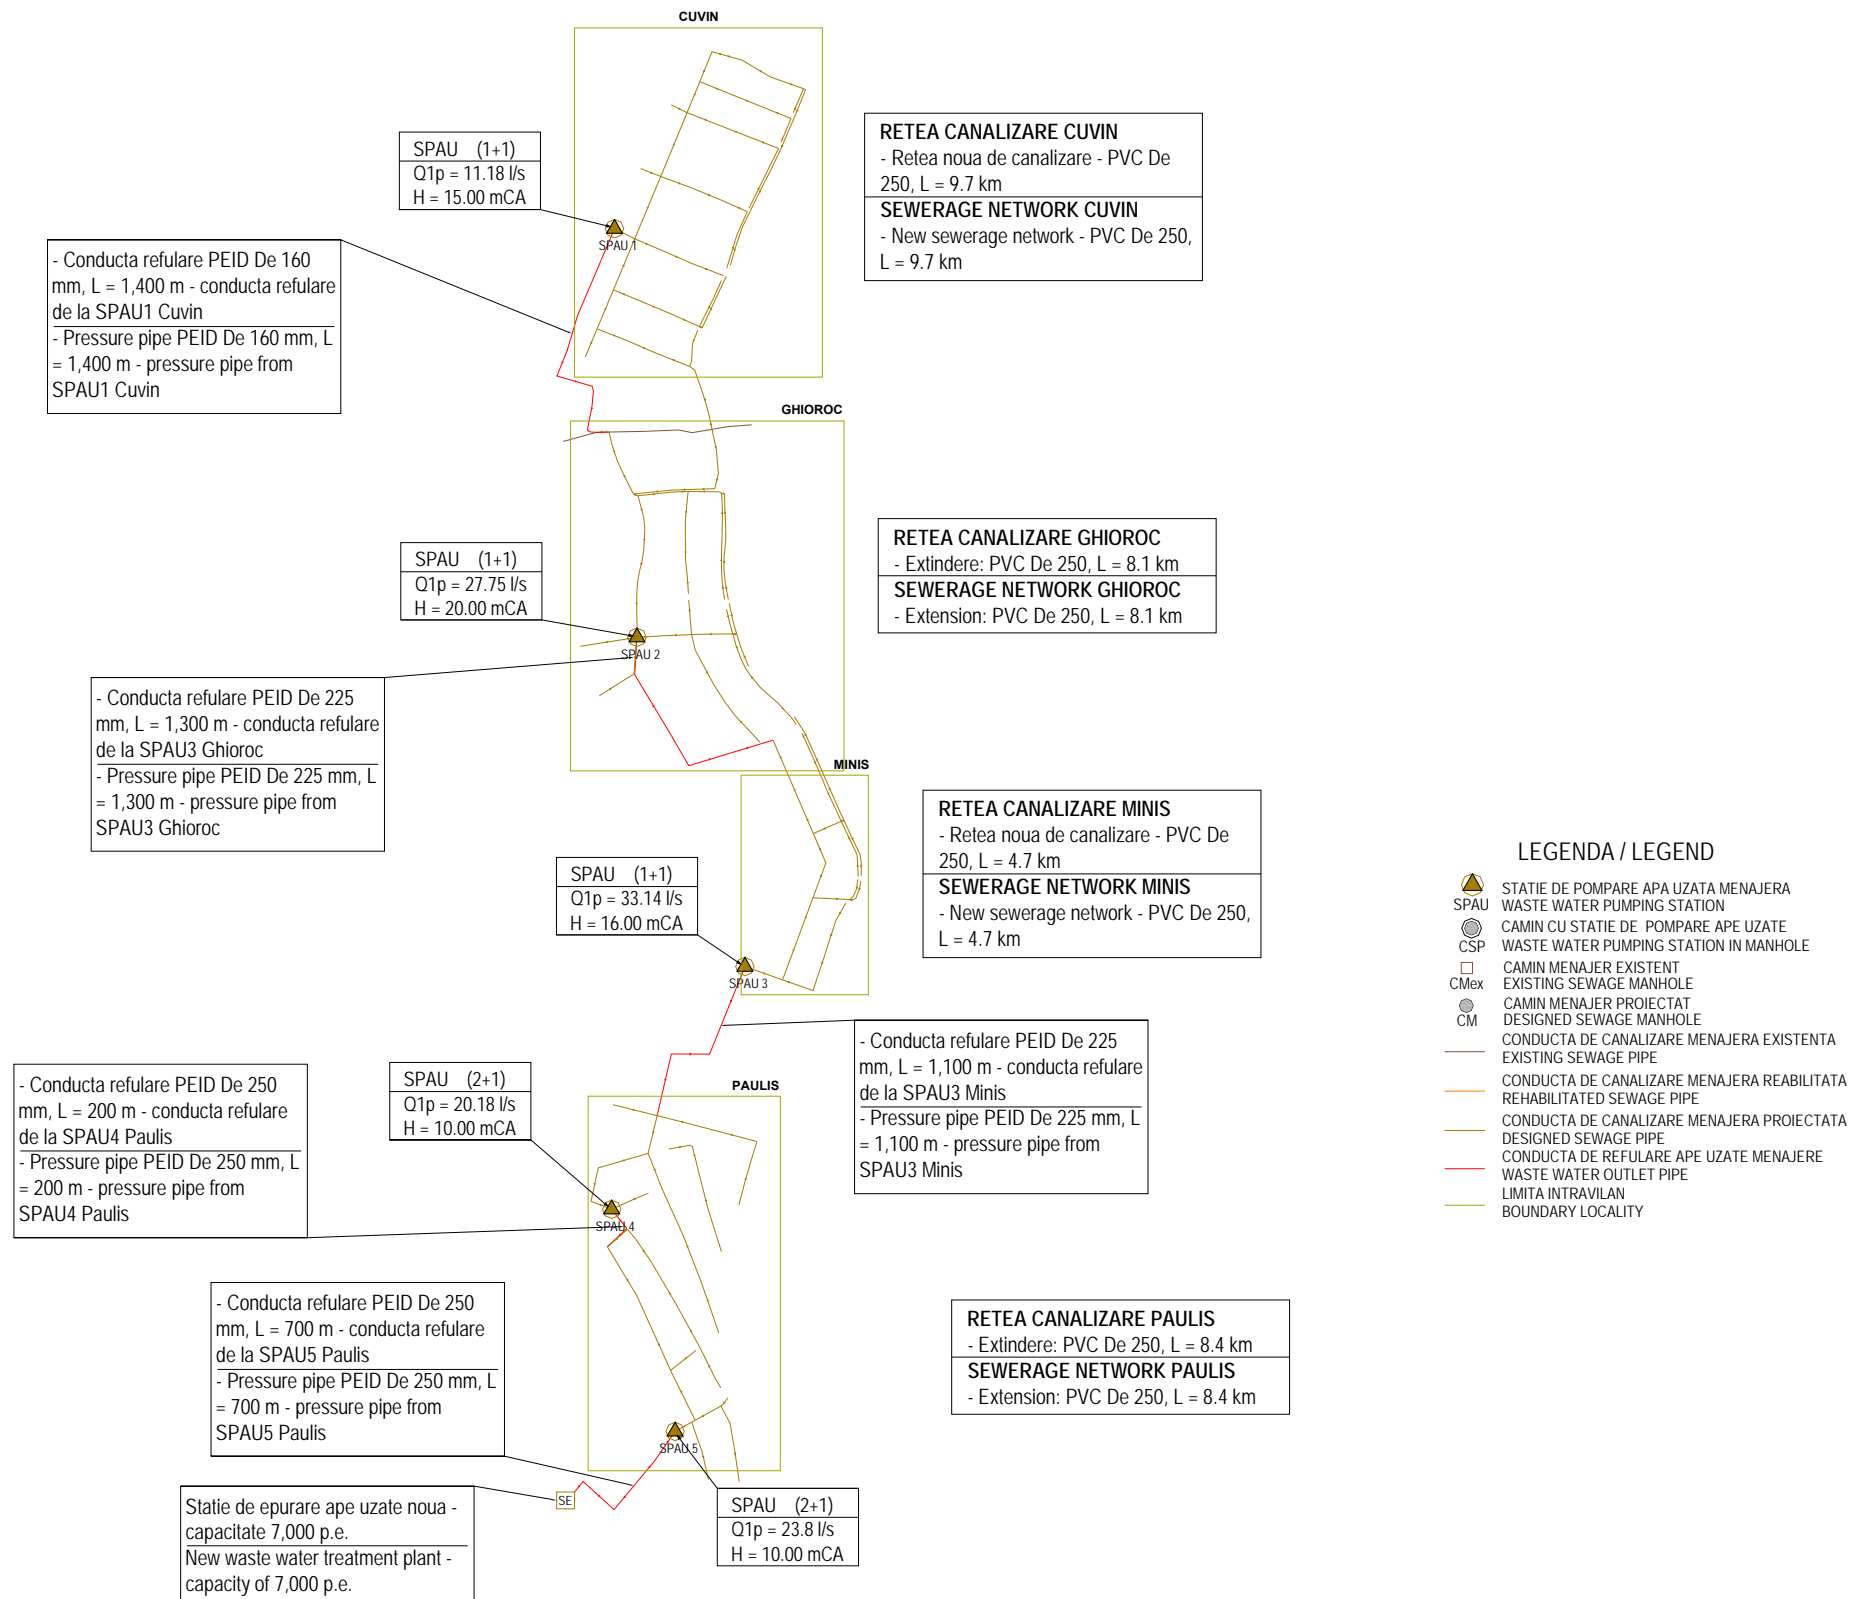 CUVIN
SPAU (1+1)
Q1p = 11.18 l/s
H = 15.00 mCA
RETEA CANALIZARE CUVIN
- Retea noua de canalizare - PVC De
250, L = 9.7 km
SEWERAGE NETWORK CUVIN
- New sewerage network - PVC De 250,
L = 9.7 km
SPAU 1
- Conducta refulare PEID De 160
mm, L = 1,400 m - conducta refulare
de la SPAU1 Cuvin
- Pressure pipe PEID De 160 mm, L
= 1,400 m - pressure pipe from
SPAU1 Cuvin
GHIOROC
SPAU (1+1)
Q1p = 27.75 l/s
H = 20.00 mCA
RETEA CANALIZARE GHIOROC
- Extindere: PVC De 250, L = 8.1 km
SEWERAGE NETWORK GHIOROC
- Extension: PVC De 250, L = 8.1 km
SPAU 2
- Conducta refulare PEID De 225
mm, L = 1,300 m - conducta refulare
de la SPAU3 Ghioroc
- Pressure pipe PEID De 225 mm, L
= 1,300 m - pressure pipe from
SPAU3 Ghioroc
MINIS
RETEA CANALIZARE MINIS
- Retea noua de canalizare - PVC De
250, L = 4.7 km
SEWERAGE NETWORK MINIS
- New sewerage network - PVC De 250,
L = 4.7 km
SPAU (1+1)
Q1p = 33.14 l/s
H = 16.00 mCA
SPAU 3
- Conducta refulare PEID De 225
mm, L = 1,100 m - conducta refulare
de la SPAU3 Minis
- Pressure pipe PEID De 225 mm, L
= 1,100 m - pressure pipe from
SPAU3 Minis
SPAU (2+1)
Q1p = 20.18 l/s
H = 10.00 mCA
PAULIS
- Conducta refulare PEID De 250
mm, L = 200 m - conducta refulare
de la SPAU4 Paulis
- Pressure pipe PEID De 250 mm, L
= 200 m - pressure pipe from
SPAU4 Paulis
SPAU 4
- Conducta refulare PEID De 250
mm, L = 700 m - conducta refulare
de la SPAU5 Paulis
- Pressure pipe PEID De 250 mm, L
= 700 m - pressure pipe from
SPAU5 Paulis
RETEA CANALIZARE PAULIS
- Extindere: PVC De 250, L = 8.4 km
SEWERAGE NETWORK PAULIS
- Extension: PVC De 250, L = 8.4 km
SPAU 5
SE
Statie de epurare ape uzate noua -
capacitate 7,000 p.e.
New waste water treatment plant -
capacity of 7,000 p.e.
SPAU (2+1)
Q1p = 23.8 l/s
H = 10.00 mCA
LEGENDA / LEGEND
STATIE DE POMPARE APA UZATA MENAJERA
SPAU WASTE WATER PUMPING STATION
CAMIN CU STATIE DE POMPARE APE UZATE
CSP WASTE WATER PUMPING STATION IN MANHOLE
CAMIN MENAJER EXISTENT
CMex EXISTING SEWAGE MANHOLE
CAMIN MENAJER PROIECTAT
CM DESIGNED SEWAGE MANHOLE
CONDUCTA DE CANALIZARE MENAJERA EXISTENTA
EXISTING SEWAGE PIPE
CONDUCTA DE CANALIZARE MENAJERA REABILITATA
REHABILITATED SEWAGE PIPE
CONDUCTA DE CANALIZARE MENAJERA PROIECTATA
DESIGNED SEWAGE PIPE
CONDUCTA DE REFULARE APE UZATE MENAJERE
WASTE WATER OUTLET PIPE
LIMITA INTRAVILAN
BOUNDARY LOCALITY